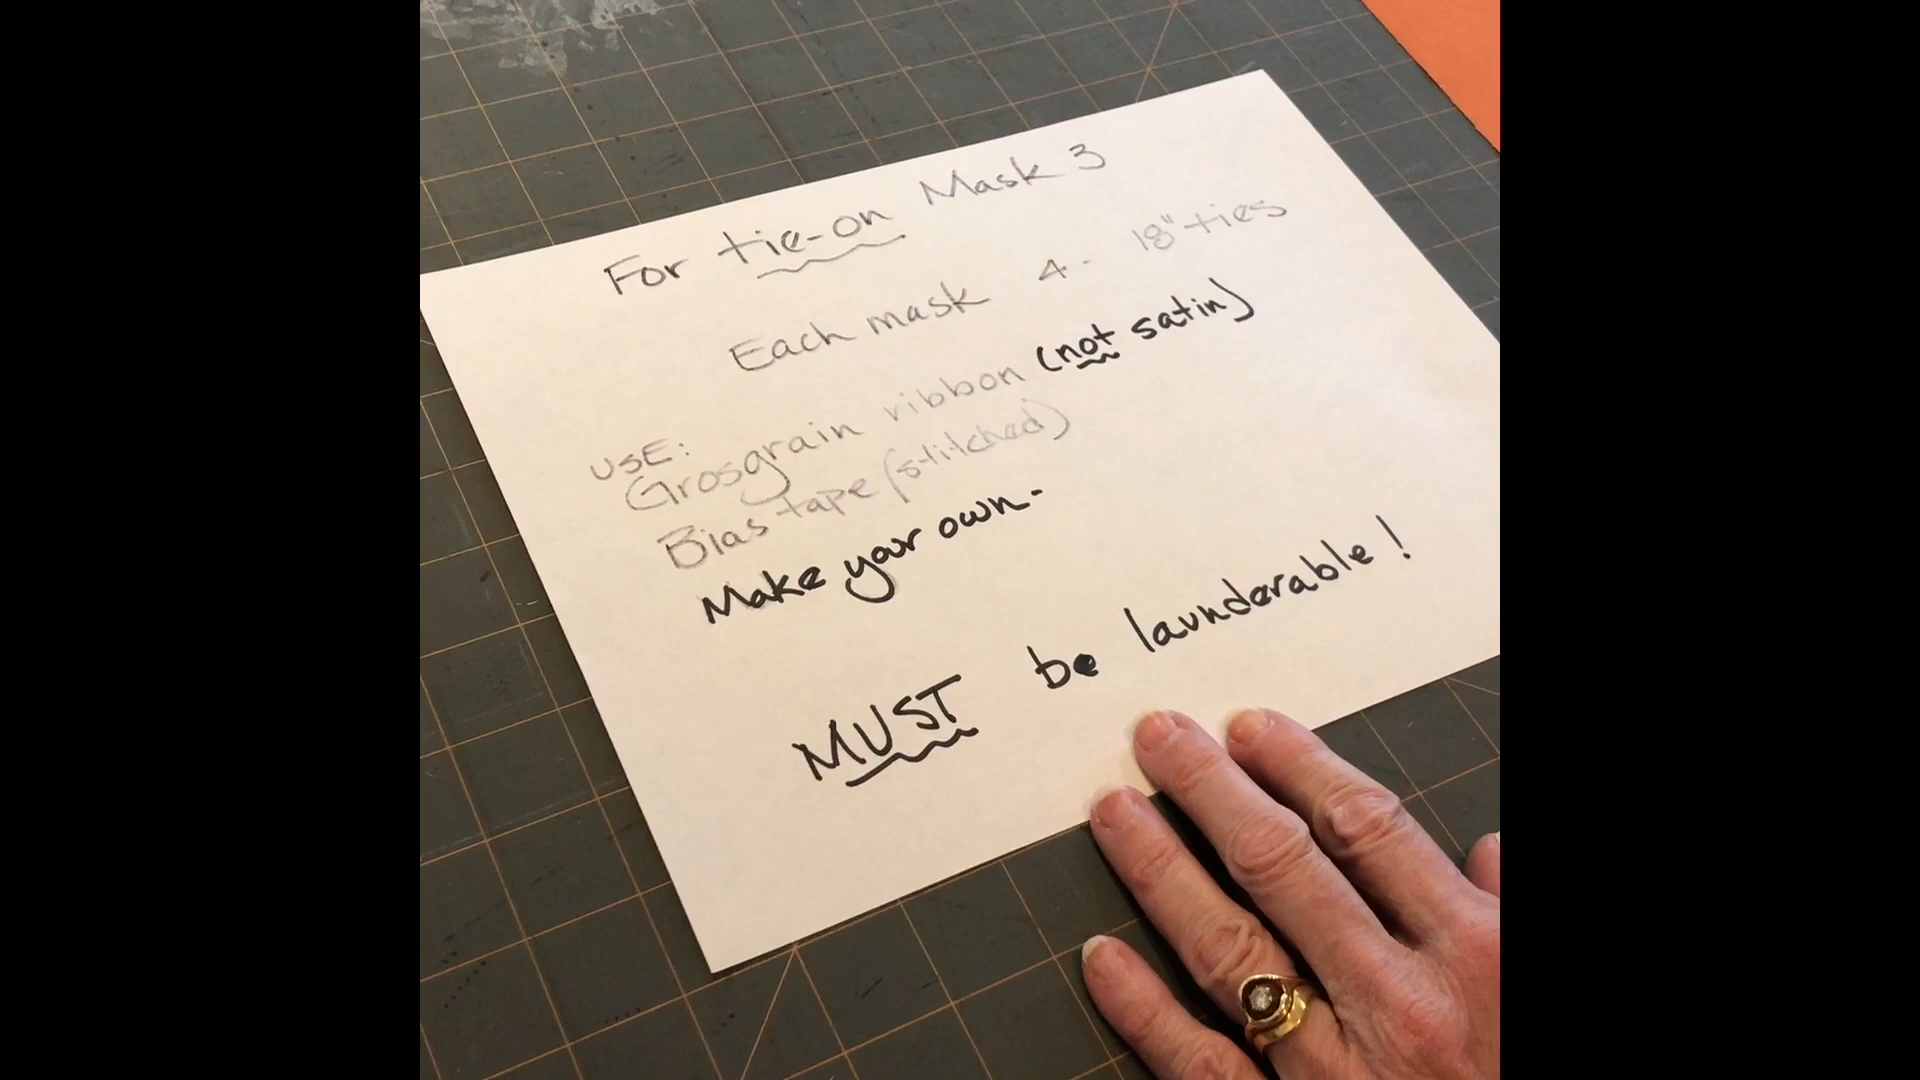 For tie-on Mask 3
Each mask 4 - 18" ties
USE:
Grosgrain ribbon (not satin)
Bias tape (stitched)
Make your own -
MUST be launderable!